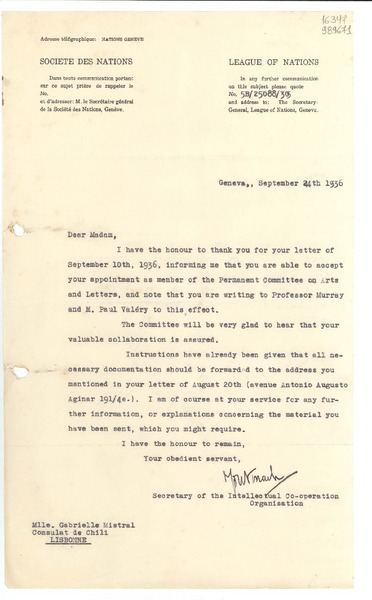 16348
989671
Adresse télégraphique: NATIONS GENÈVE
SOCIETE DES NATIONS
Dans toute communication portant
sur ce sujet prière de rappeler le
No.
et d'adresser: M. le Secrétaire général
de la Société des Nations, Genève.
LEAGUE OF NATIONS
In any further communication
on this subject please quote
No. 5B/25088/303
and address to: The Secretary-
General, League of Nations, Geneva.
Geneva,, September 24th 1936
Dear Madam,
I have the honour to thank you for your letter of
September 10th, 1936, informing me that you are able to accept
your appointment as member of the Permanent Committee on Arts
and Letters, and note that you are writing to Professor Murray
and M. Paul Valéry to this effect.
The Committee will be very glad to hear that your
valuable collaboration is assured.
Instructions have already been given that all ne-
cessary documentation should be forwarded to the address you
mentioned in your letter of August 20th (avenue Antonio Augusto
Aginar 191/4e.). I am of course at your service for any fur-
ther information, or explanations concerning the material you
have been sent, which you might require.
I have the honour to remain,
Your obedient servant,
Secretary of the Intellectual Co-operation
Organisation
Mlle. Gabrielle Mistral
Consulat de Chili
LISBONNE